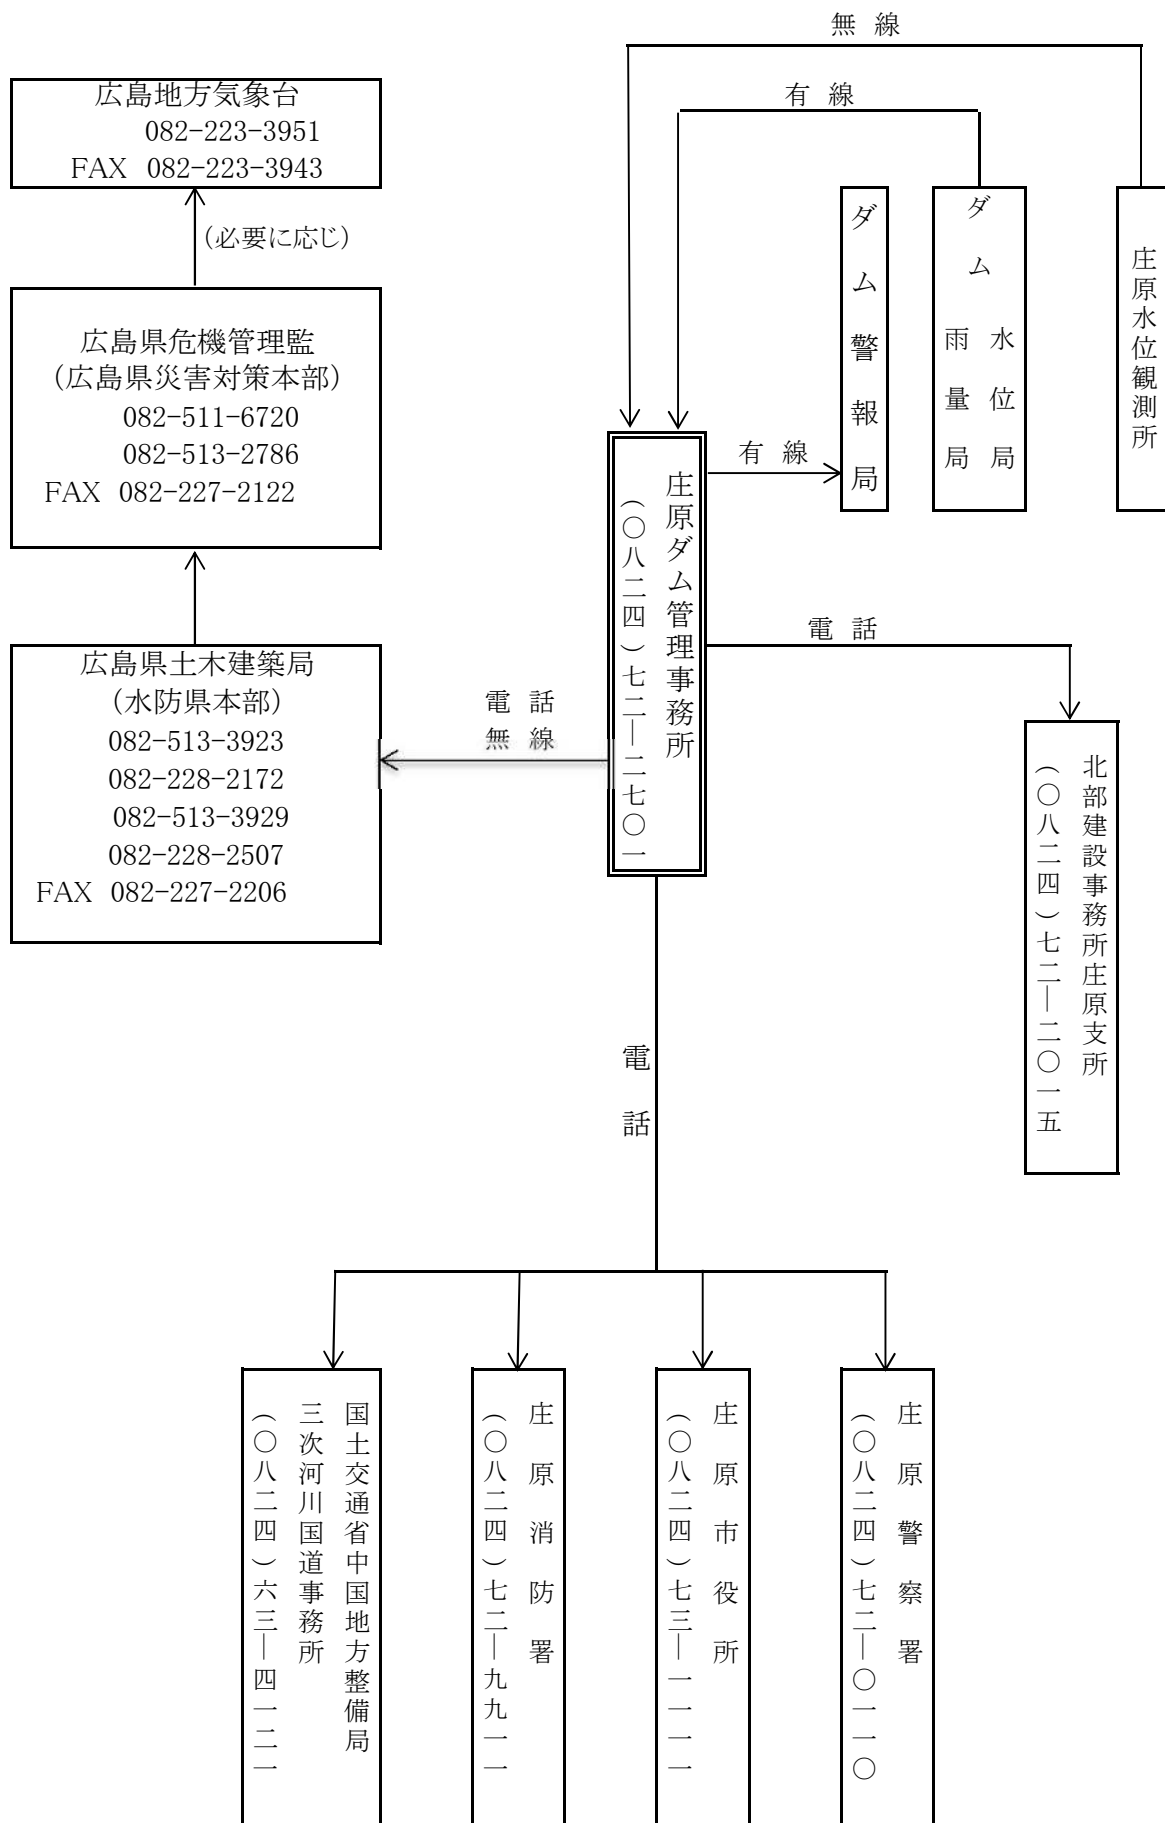 無線
有線
広島地方気象台
082-223-3951
FAX 082-223-3943
(必要に応じ)
広島県危機管理監
(広島県災害対策本部)
082-511-6720
082-513-2786
FAX 082-227-2122
広島県土木建築局
(水防県本部)
082-513-3923
082-228-2172
082-513-3929
082-228-2507
FAX 082-227-2206
電話
無線
庄原ダム管理事務所
(〇八二四)七二―二七〇一
有線
ダム警報局
ダム
水位局
雨量局
庄原水位観測所
電話
北部建設事務所庄原支所
(〇八二四)七二―二〇一五
電話
国土交通省中国地方整備局
三次河川国道事務所
(〇八二四)六三―四一二一
庄原消防署
(〇八二四)七二―九九一一
庄原市役所
(〇八二四)七三―一一一一
庄原警察署
(〇八二四)七二―〇一一〇